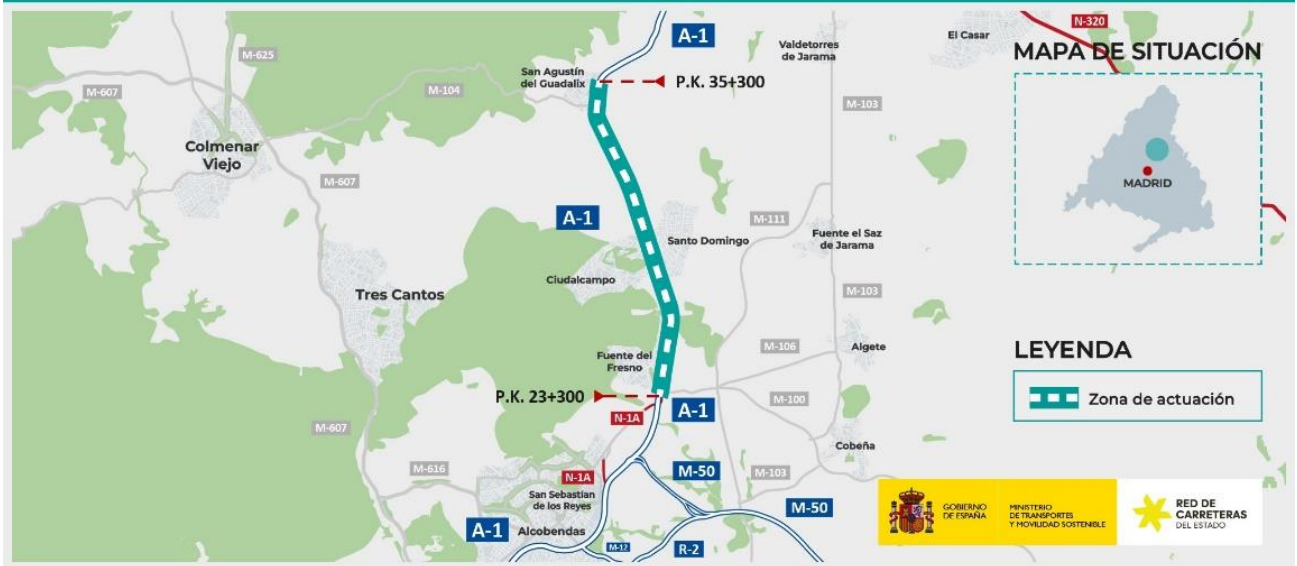 A-1
N-320
El Casar
Valdetorres
de Jarama
MAPA DE SITUACIÓN
M-625
San Agustín
del Guadalix
P.K. 35+300
M-607
M-104
M-103
Colmenar
Viejo
MADRID
M-607
A-1
M-111
Santo Domingo
Fuente el Saz
de Jarama
Ciudalcampo
Tres Cantos
M-103
M-106
Algete
LEYENDA
Fuente del
Fresno
Zona de actuación
P.K. 23+300
M-100
A-1
N-1A
M-607
Cobeña
M-616
N-1A
M-50
M-103
San Sebastían
de los Reyes
M-50
GOBIERNO
DE ESPAÑA
MINISTERIO
DE TRANSPORTES
Y MOVILIDAD SOSTENIBLE
RED DE
CARRETERAS
DEL ESTADO
A-1
Alcobendas
M-12
R-2